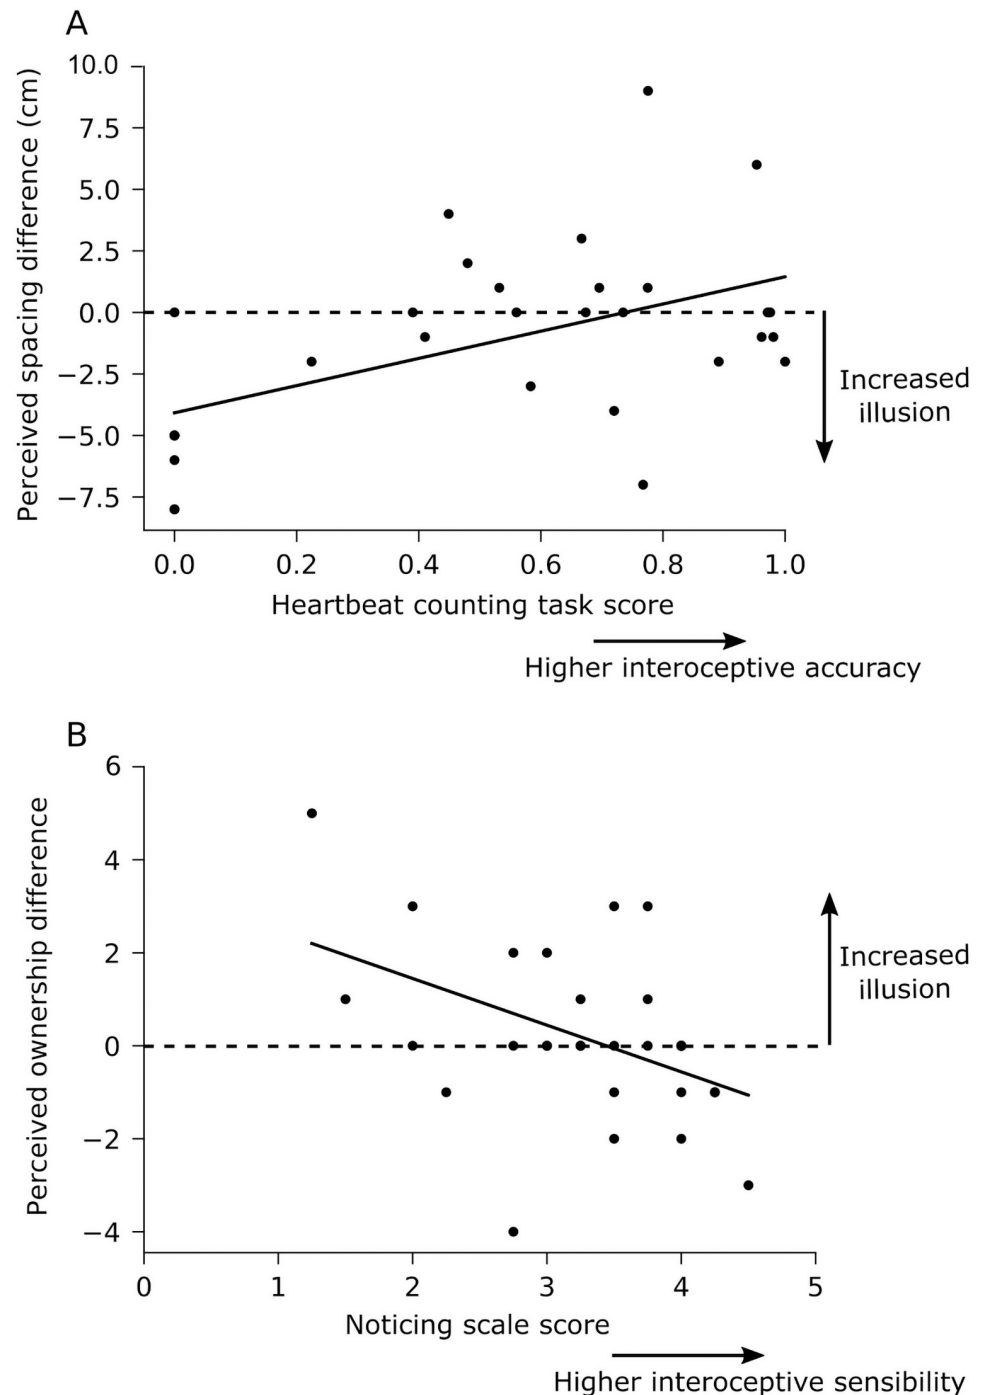 A
Perceived spacing difference (cm)
10.0
7.5
5.0
2.5
0.0
−2.5
−5.0
−7.5
Increased
illusion
0.0 0.2 0.4 0.6 0.8 1.0
Heartbeat counting task score
Higher interoceptive accuracy
B
Perceived ownership difference
6
4
2
0
−2
−4
Increased
illusion
0 1 2 3 4 5
Noticing scale score
Higher interoceptive sensibility